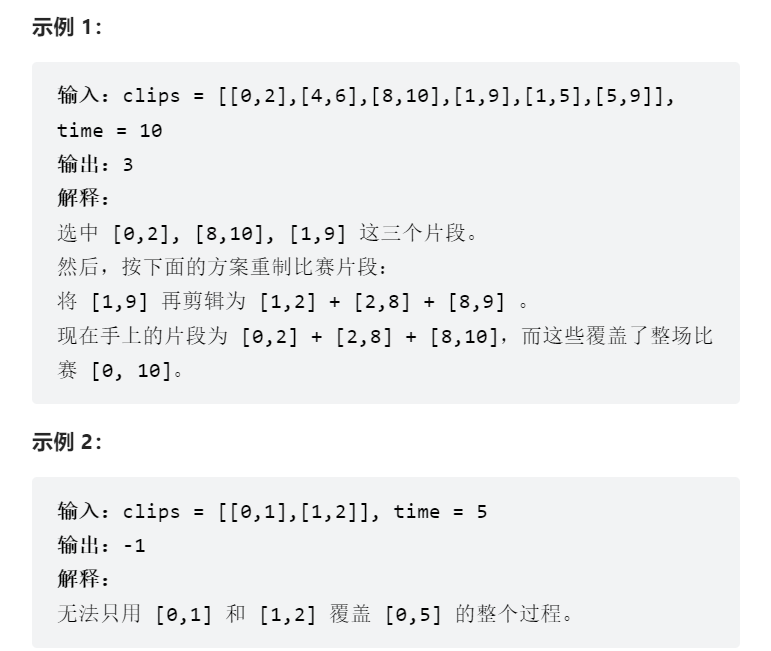 示例 1：
输入：clips = [[0,2],[4,6],[8,10],[1,9],[1,5],[5,9]],
time = 10
输出：3
解释：
选中 [0,2], [8,10], [1,9] 这三个片段。
然后，按下面的方案重制比赛片段：
将 [1,9] 再剪辑为 [1,2] + [2,8] + [8,9] 。
现在手上的片段为 [0,2] + [2,8] + [8,10]，而这些覆盖了整场比
赛 [0, 10]。
示例 2：
输入：clips = [[0,1],[1,2]], time = 5
输出：-1
解释：
无法只用 [0,1] 和 [1,2] 覆盖 [0,5] 的整个过程。